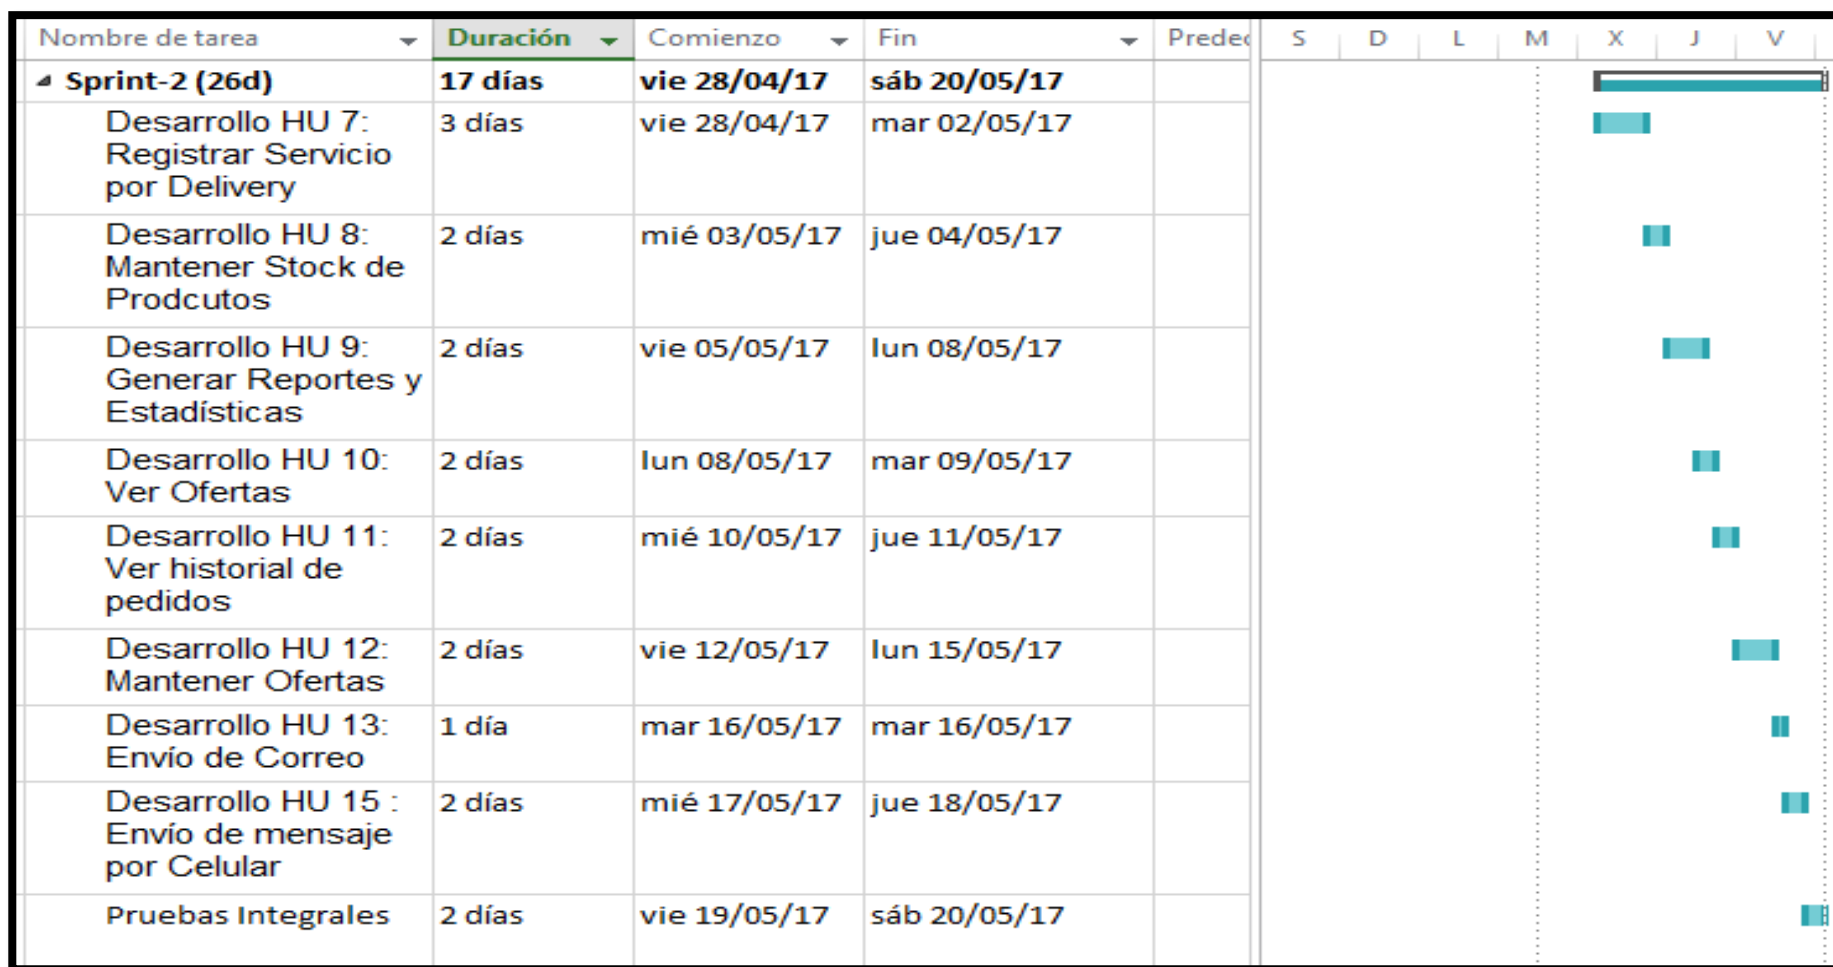 Nombre de tarea Duración Comienzo Fin Predec S D L M X J V
Sprint-2 (26d) 17 días vie 28/04/17 sáb 20/05/17
Desarrollo HU 7: 3 días vie 28/04/17 mar 02/05/17
Registrar Servicio
por Delivery
Desarrollo HU 8: 2 días mié 03/05/17 jue 04/05/17
Mantener Stock de
Prodcutos
Desarrollo HU 9: 2 días vie 05/05/17 lun 08/05/17
Generar Reportes y
Estadísticas
Desarrollo HU 10: 2 días lun 08/05/17 mar 09/05/17
Ver Ofertas
Desarrollo HU 11: 2 días mié 10/05/17 jue 11/05/17
Ver historial de
pedidos
Desarrollo HU 12: 2 días vie 12/05/17 lun 15/05/17
Mantener Ofertas
Desarrollo HU 13: 1 día mar 16/05/17 mar 16/05/17
Envío de Correo
Desarrollo HU 15 : 2 días mié 17/05/17 jue 18/05/17
Envío de mensaje
por Celular
Pruebas Integrales 2 días vie 19/05/17 sáb 20/05/17